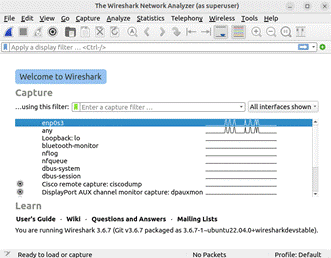 The Wireshark Network Analyzer (as superuser)
File Edit View Go Capture Analyze Statistics Telephony Wireless Tools Help
Apply a display filter ... <Ctrl-/>
Welcome to Wireshark
Capture
...using this filter: Enter a capture filter ... All interfaces shown
enp0s3
any
Loopback: lo
bluetooth-monitor
nflog
nfqueue
dbus-system
dbus-session
Cisco remote capture: ciscodump
DisplayPort AUX channel monitor capture: dpauxmon
Learn
User's Guide · Wiki · Questions and Answers · Mailing Lists
You are running Wireshark 3.6.7 (Git v3.6.7 packaged as 3.6.7-1~ubuntu22.04.0+wiresharkdevstable).
Ready to load or capture No Packets Profile: Default